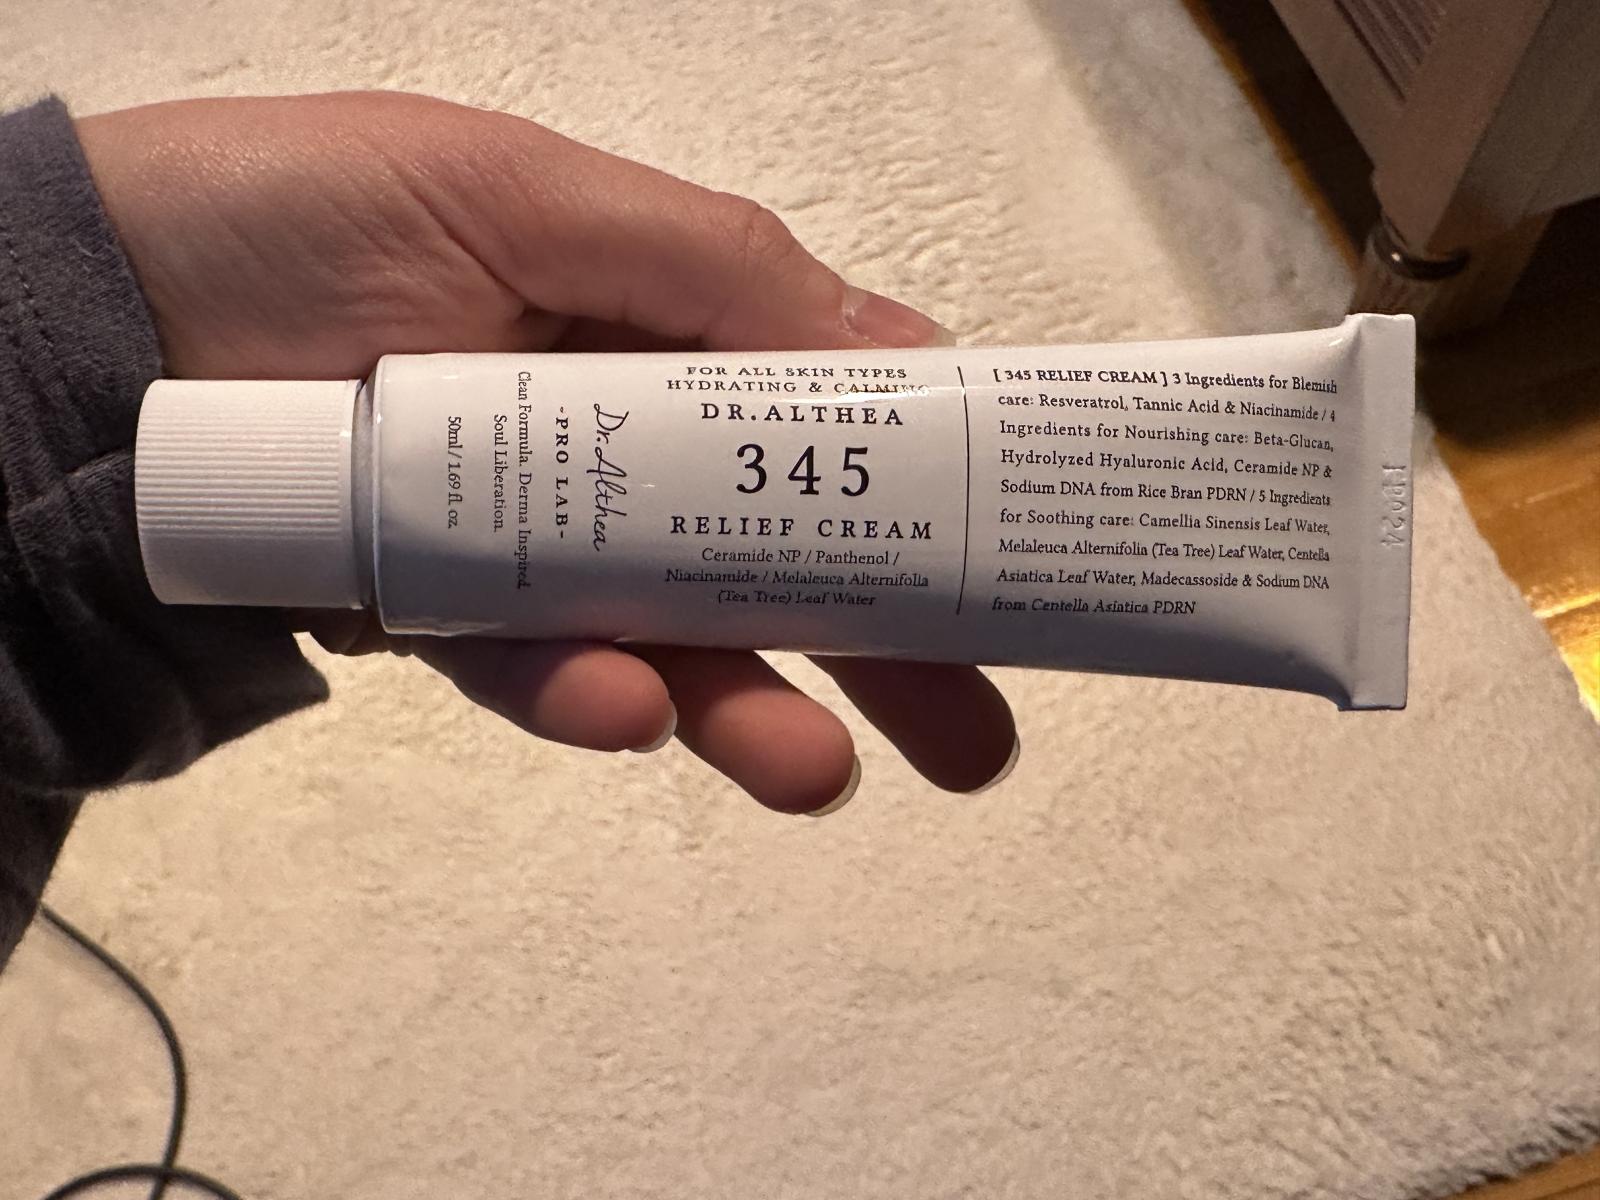 FOR ALL SKIN TYPES
HYDRATING & CALMING
DR.ALTHEA
345
RELIEF CREAM
Ceramide NP / Panthenol /
Niacinamide / Melaleuca Alternifolia
(Tea Tree) Leaf Water
[ 345 RELIEF CREAM ] 3 Ingredients for Blemish
care: Resveratrol, Tannic Acid & Niacinamide / 4
Ingredients for Nourishing care: Beta-Glucan,
Hydrolyzed Hyaluronic Acid, Ceramide NP &
Sodium DNA from Rice Bran PDRN / 5 Ingredients
for Soothing care: Camellia Sinensis Leaf Water,
Melaleuca Alternifolia (Tea Tree) Leaf Water, Centella
Asiatica Leaf Water, Madecassoside & Sodium DNA
from Centella Asiatica PDRN
Dr.Althea
-PRO LAB-
Clean Formula. Derma Inspired.
Soul Liberation.
50ml / 1.69 fl. oz.